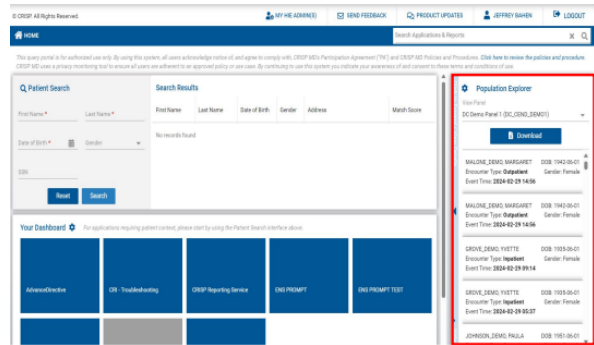 © CRISP. All Rights Reserved.
MY HIE ADMIN(S)
SEND FEEDBACK
PRODUCT UPDATES
JEFFREY BAHEN
LOGOUT
HOME
Search Applications & Reports
X
This query portal is for authorized use only. By using this system, all users acknowledge notice of, and agree to comply with, CRISP MD's Participation Agreement ("PA") and CRISP MD Policies and Procedures. Click here to review the policies and procedures.
CRISP MD uses a privacy monitoring tool to ensure all users are adherent to an approved policy or use case. By continuing to use this system you indicate your awareness of and consent to these terms and conditions of use.
Patient Search
First Name *
Last Name *
Date of Birth *
Gender
SSN
Reset
Search
Search Results
First Name Last Name Date of Birth Gender Address Match Score
No records found
Population Explorer
View Panel
DC Demo Panel 1 (DC_CEND_DEMO1)
Download
MALONE_DEMO, MARGARET DOB: 1942-06-01
Encounter Type: Outpatient Gender: Female
Event Time: 2024-02-29 14:56
MALONE_DEMO, MARGARET DOB: 1942-06-01
Encounter Type: Outpatient Gender: Female
Event Time: 2024-02-29 14:56
GROVE_DEMO, YVETTE DOB: 1935-06-01
Encounter Type: Inpatient Gender: Female
Event Time: 2024-02-29 09:14
GROVE_DEMO, YVETTE DOB: 1935-06-01
Encounter Type: Inpatient Gender: Female
Event Time: 2024-02-29 05:37
JOHNSON_DEMO, PAULA DOB: 1951-06-01
Your Dashboard
For applications requiring patient context, please start by using the Patient Search interface above.
AdvanceDirective
CRI - Troubleshooting
CRISP Reporting Service
ENS PROMPT
ENS PROMPT TEST